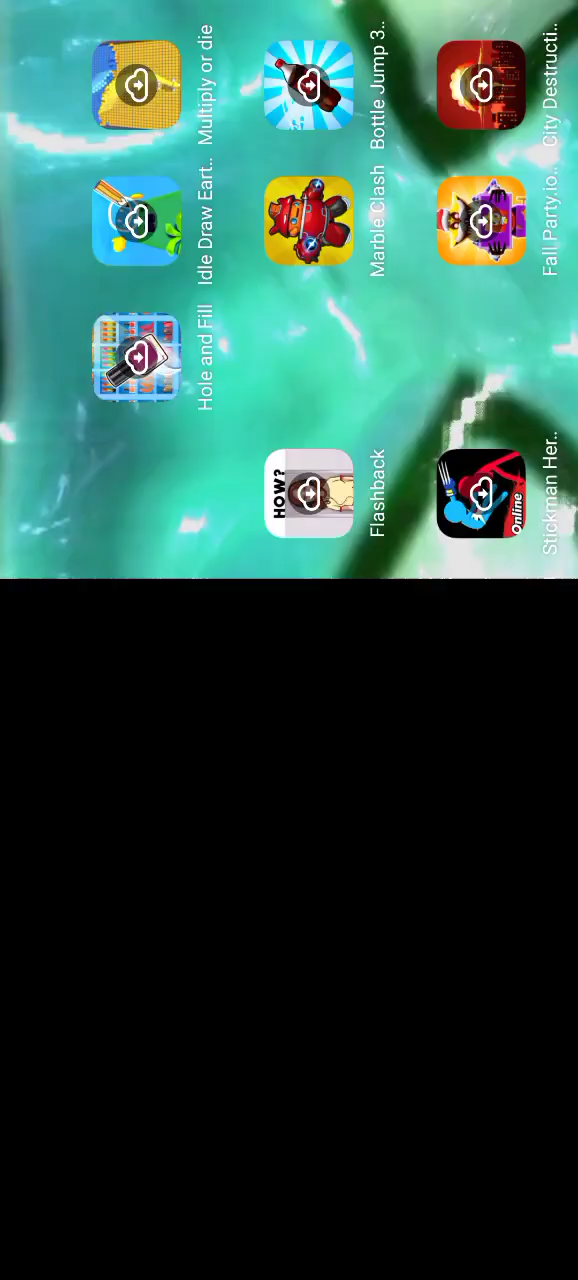 Hole and Fill
Idle Draw Eart..
Multiply or die
HOW?
Flashback
Marble Clash
Bottle Jump 3..
Online
Stickman Her..
Fall Party.io..
City Destructi..